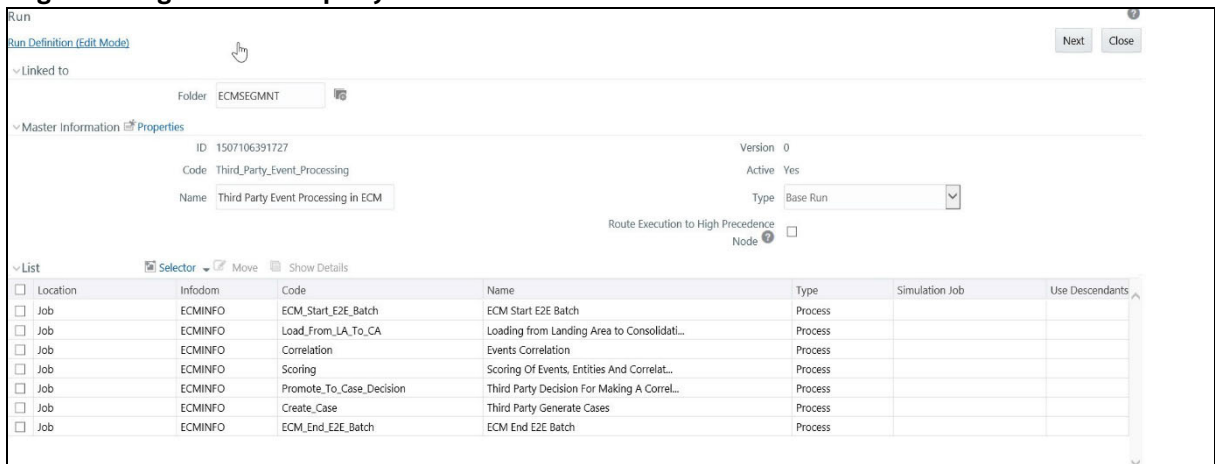 Run
Run Definition (Edit Mode)
Next Close
Linked to
Folder ECMSEGMNT
Master Information Properties
ID 1507106391727 Version 0
Code Third_Party_Event_Processing Active Yes
Name Third Party Event Processing in ECM Type Base Run
Route Execution to High Precedence
Node
List Selector Move Show Details
Location Infodom Code Name Type Simulation Job Use Descendants
Job ECMINFO ECM_Start_E2E_Batch ECM Start E2E Batch Process
Job ECMINFO Load_From_LA_To_CA Loading from Landing Area to Consolidati... Process
Job ECMINFO Correlation Events Correlation Process
Job ECMINFO Scoring Scoring Of Events, Entities And Correlat... Process
Job ECMINFO Promote_To_Case_Decision Third Party Decision For Making A Correl... Process
Job ECMINFO Create_Case Third Party Generate Cases Process
Job ECMINFO ECM_End_E2E_Batch ECM End E2E Batch Process